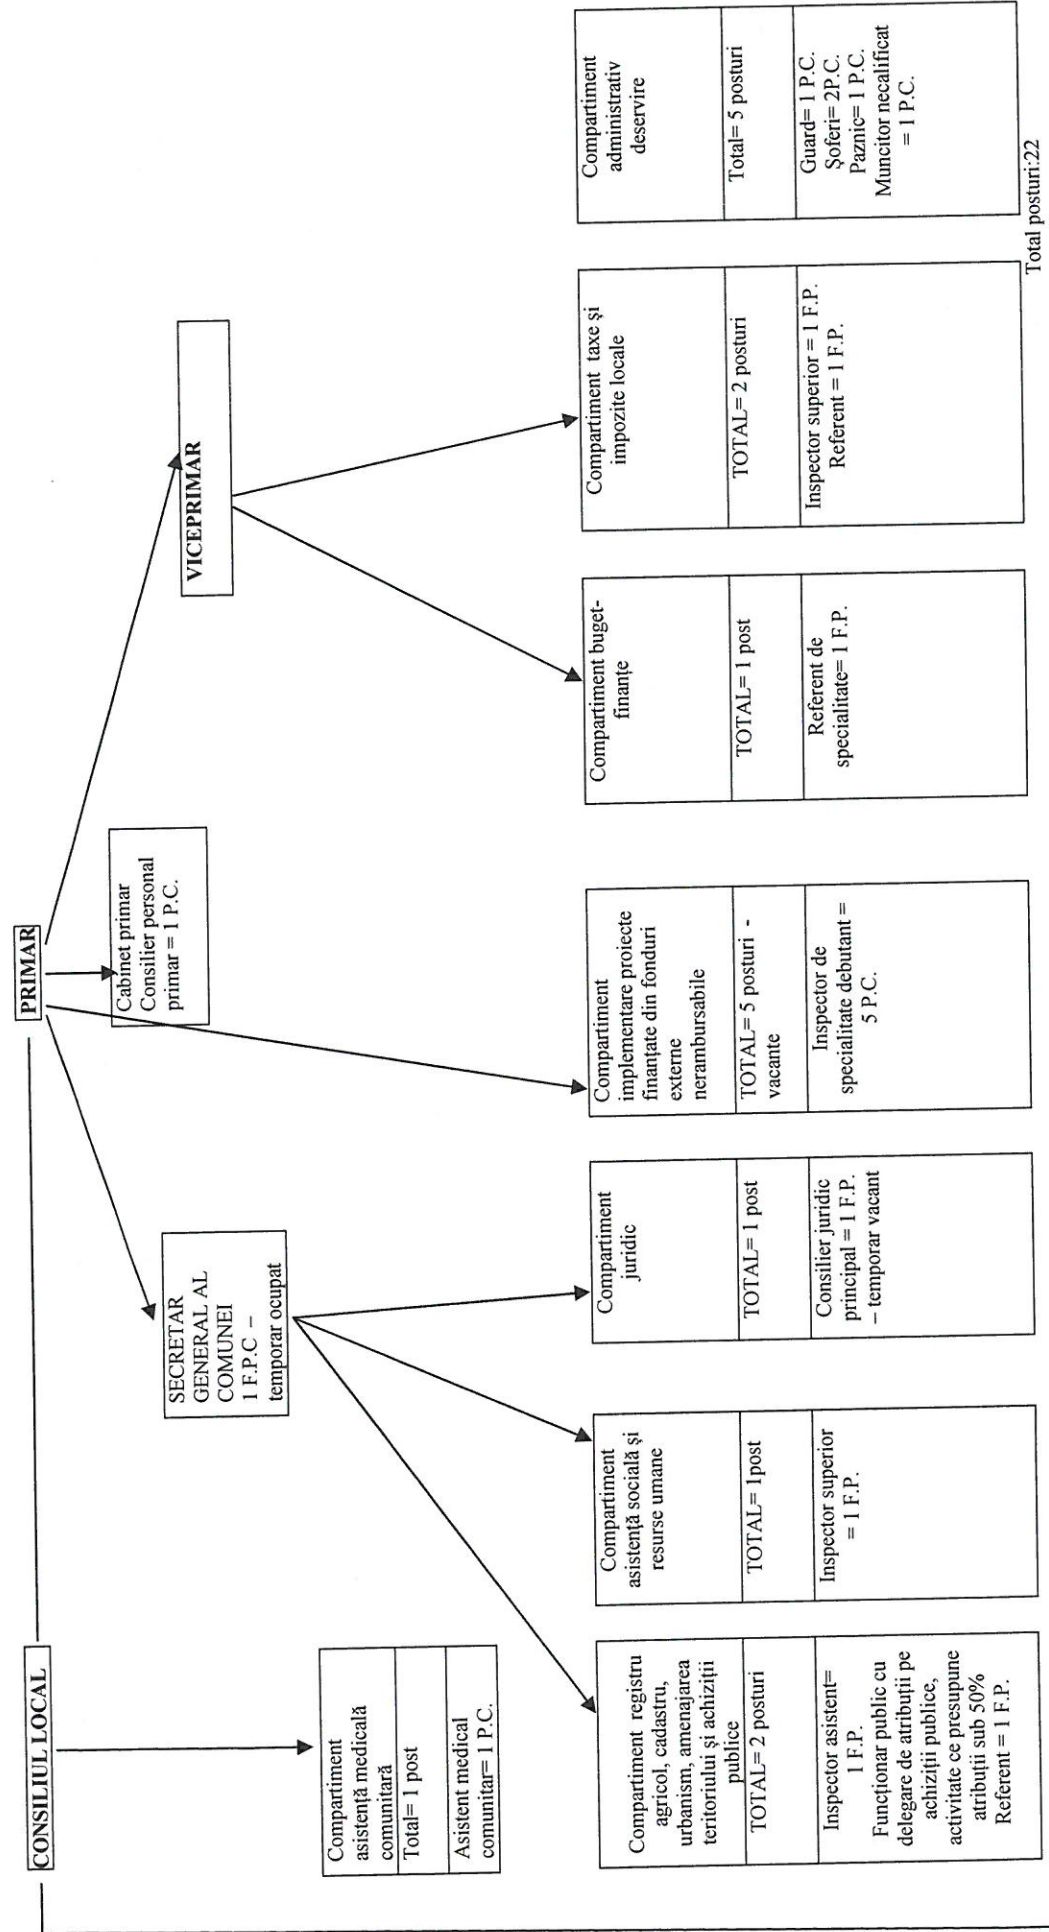 CONSILIUL LOCAL
PRIMAR
Cabinet primar
Consilier personal
primar = 1 P.C.
VICEPRIMAR
SECRETAR
GENERAL AL
COMUNEI
1 F.P.C –
temporar ocupat
Compartiment
asistență medicală
comunitară
Total= 1 post
Asistent medical
comunitar= 1 P.C.
Compartiment registru
agricol, cadastru,
urbanism, amenajarea
teritoriului și achiziții
publice
TOTAL= 2 posturi
Inspector asistent=
1 F.P.
Funcționar public cu
delegare de atribuții pe
achiziții publice,
activitate ce presupune
atribuții sub 50%
Referent = 1 F.P.
Compartiment
asistență socială și
resurse umane
TOTAL= 1post
Inspector superior
= 1 F.P.
Compartiment
juridic
TOTAL= 1 post
Consilier juridic
principal = 1 F.P.
– temporar vacant
Compartiment
implementare proiecte
finanțate din fonduri
externe
nerambursabile
TOTAL= 5 posturi -
vacante
Inspector de
specialitate debutant =
5 P.C.
Compartiment buget-
finanțe
TOTAL= 1 post
Referent de
specialitate= 1 F.P.
Compartiment taxe și
impozite locale
TOTAL= 2 posturi
Inspector superior = 1 F.P.
Referent = 1 F.P.
Compartiment
administrativ
deservire
Total= 5 posturi
Guard= 1 P.C.
Șoferi= 2P.C.
Paznic= 1 P.C.
Muncitor necalificat
= 1 P.C.
Total posturi:22